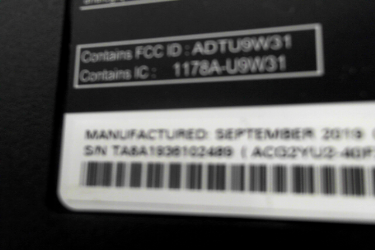 Contains FCC ID : ADTU9W31
Contains IC : 1178A-U9W31
MANUFACTURED: SEPTEMBER 2019
S/N TA8A1936102489